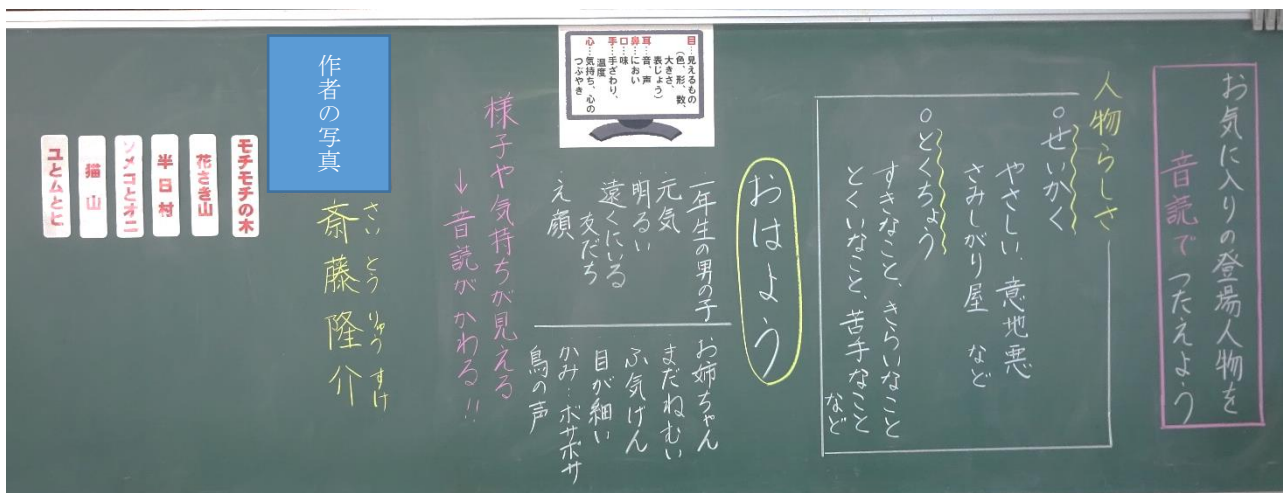 お気に入りの登場人物を
音読でつたえよう
人物らしさ
○せいかく
やさしい、意地悪
さみしがり屋 など
○とくちょう
すきなこと、きらいなこと
とくいなこと、苦手なこと
など
おはよう
一年生の男の子
元気
明るい
遠くにいる
友だち
え顔
お姉ちゃん
まだねむい
ふ気げん
目が細い
かみ…ボサボサ
鳥の声
目…見えるもの
(色、形、数、
大きさ、
表じょう)
耳…音、声
鼻…におい
口…味
手…手ざわり、
温度
心…気持ち、心の
つぶやき
様子や気持ちが見える
→音読がかわる!!
作者の写真
さい とう りゅう すけ
斎藤隆介
モチモチの木
花さき山
半日村
ソメコとオニ
猫山
ユとムとヒ